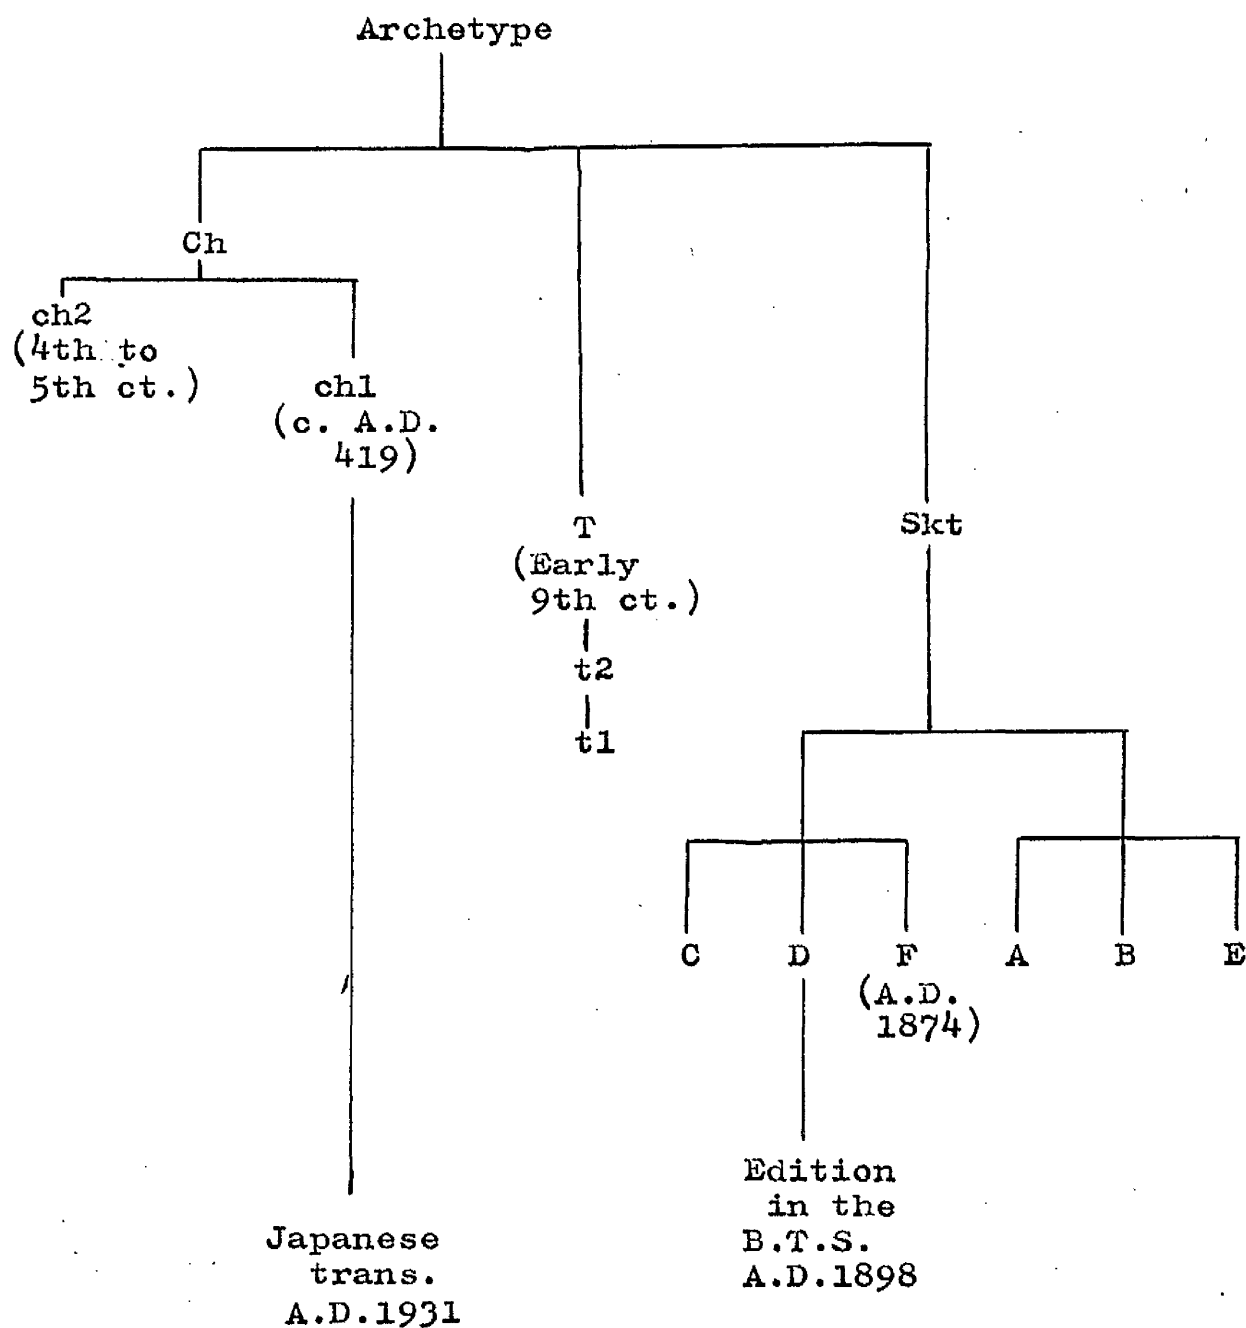 Archetype
Ch
ch2
(4th to
5th ct.)
ch1
(c. A.D.
419)
T
(Early
9th ct.)
t2
t1
Skt
C
D
F
(A.D.
1874)
A
B
E
Edition
in the
B.T.S.
A.D.1898
Japanese
trans.
A.D.1931